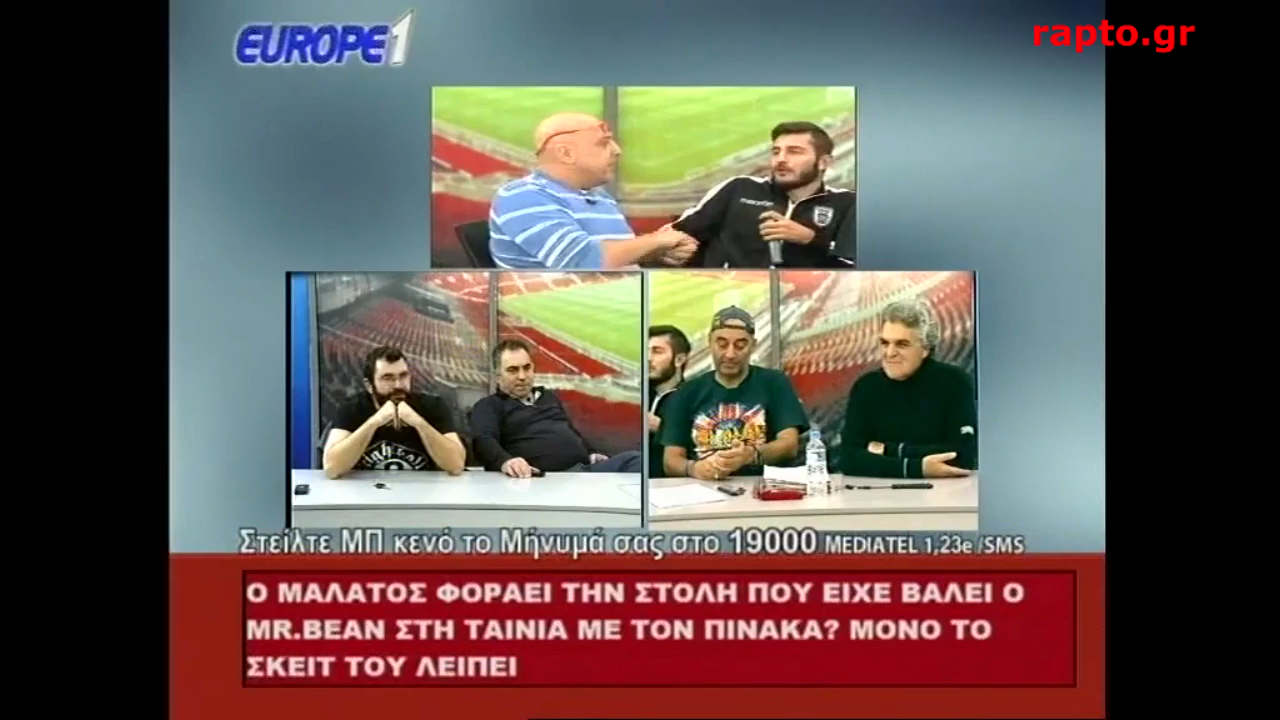 EUROPE1
rapto.gr
macron
Στείλτε ΜΠ κενό το Μήνυμά σας στο 19000 MEDIATEL 1,23e /SMS
Ο ΜΑΛΑΤΟΣ ΦΟΡΑΕΙ ΤΗΝ ΣΤΟΛΗ ΠΟΥ ΕΙΧΕ ΒΑΛΕΙ Ο
MR.BEAN ΣΤΗ ΤΑΙΝΙΑ ΜΕ ΤΟΝ ΠΙΝΑΚΑ? ΜΟΝΟ ΤΟ
ΣΚΕΙΤ ΤΟΥ ΛΕΙΠΕΙ